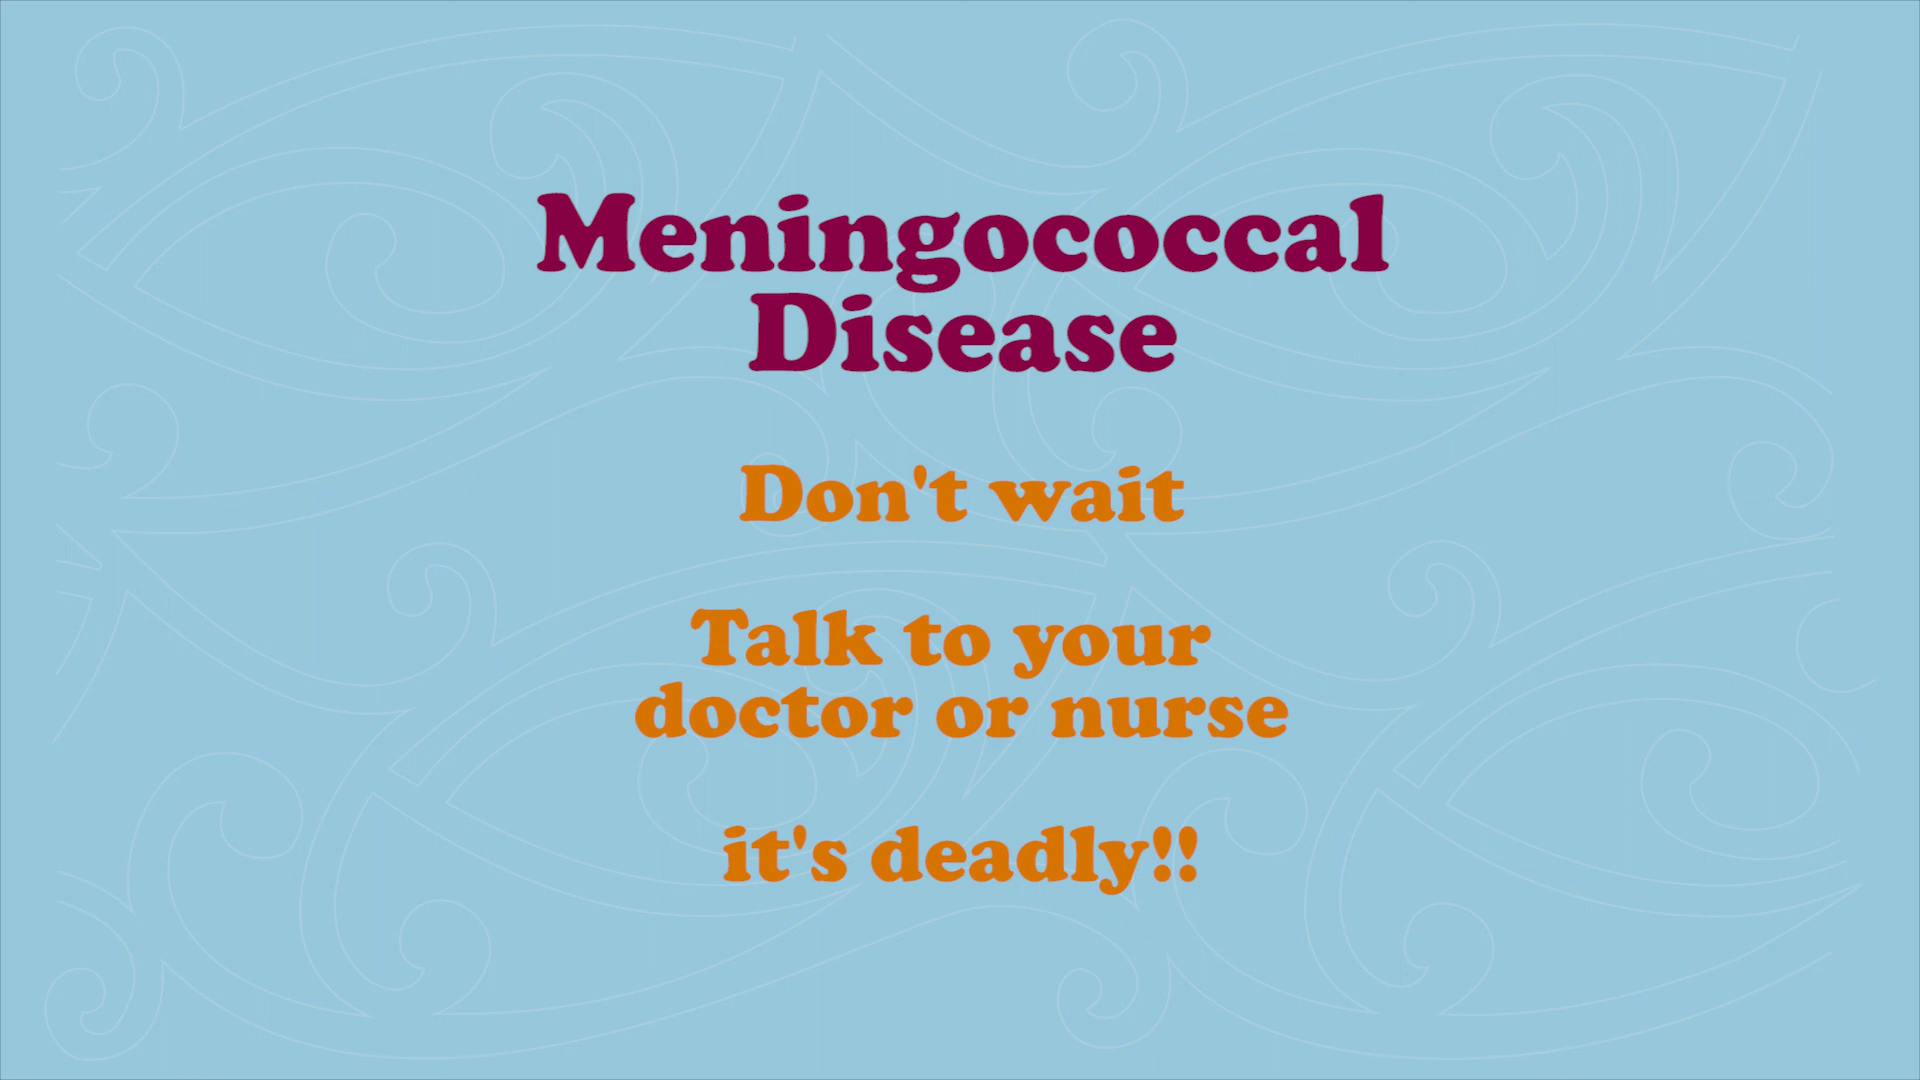 Meningococcal
Disease
Don't wait
Talk to your
doctor or nurse
it's deadly!!